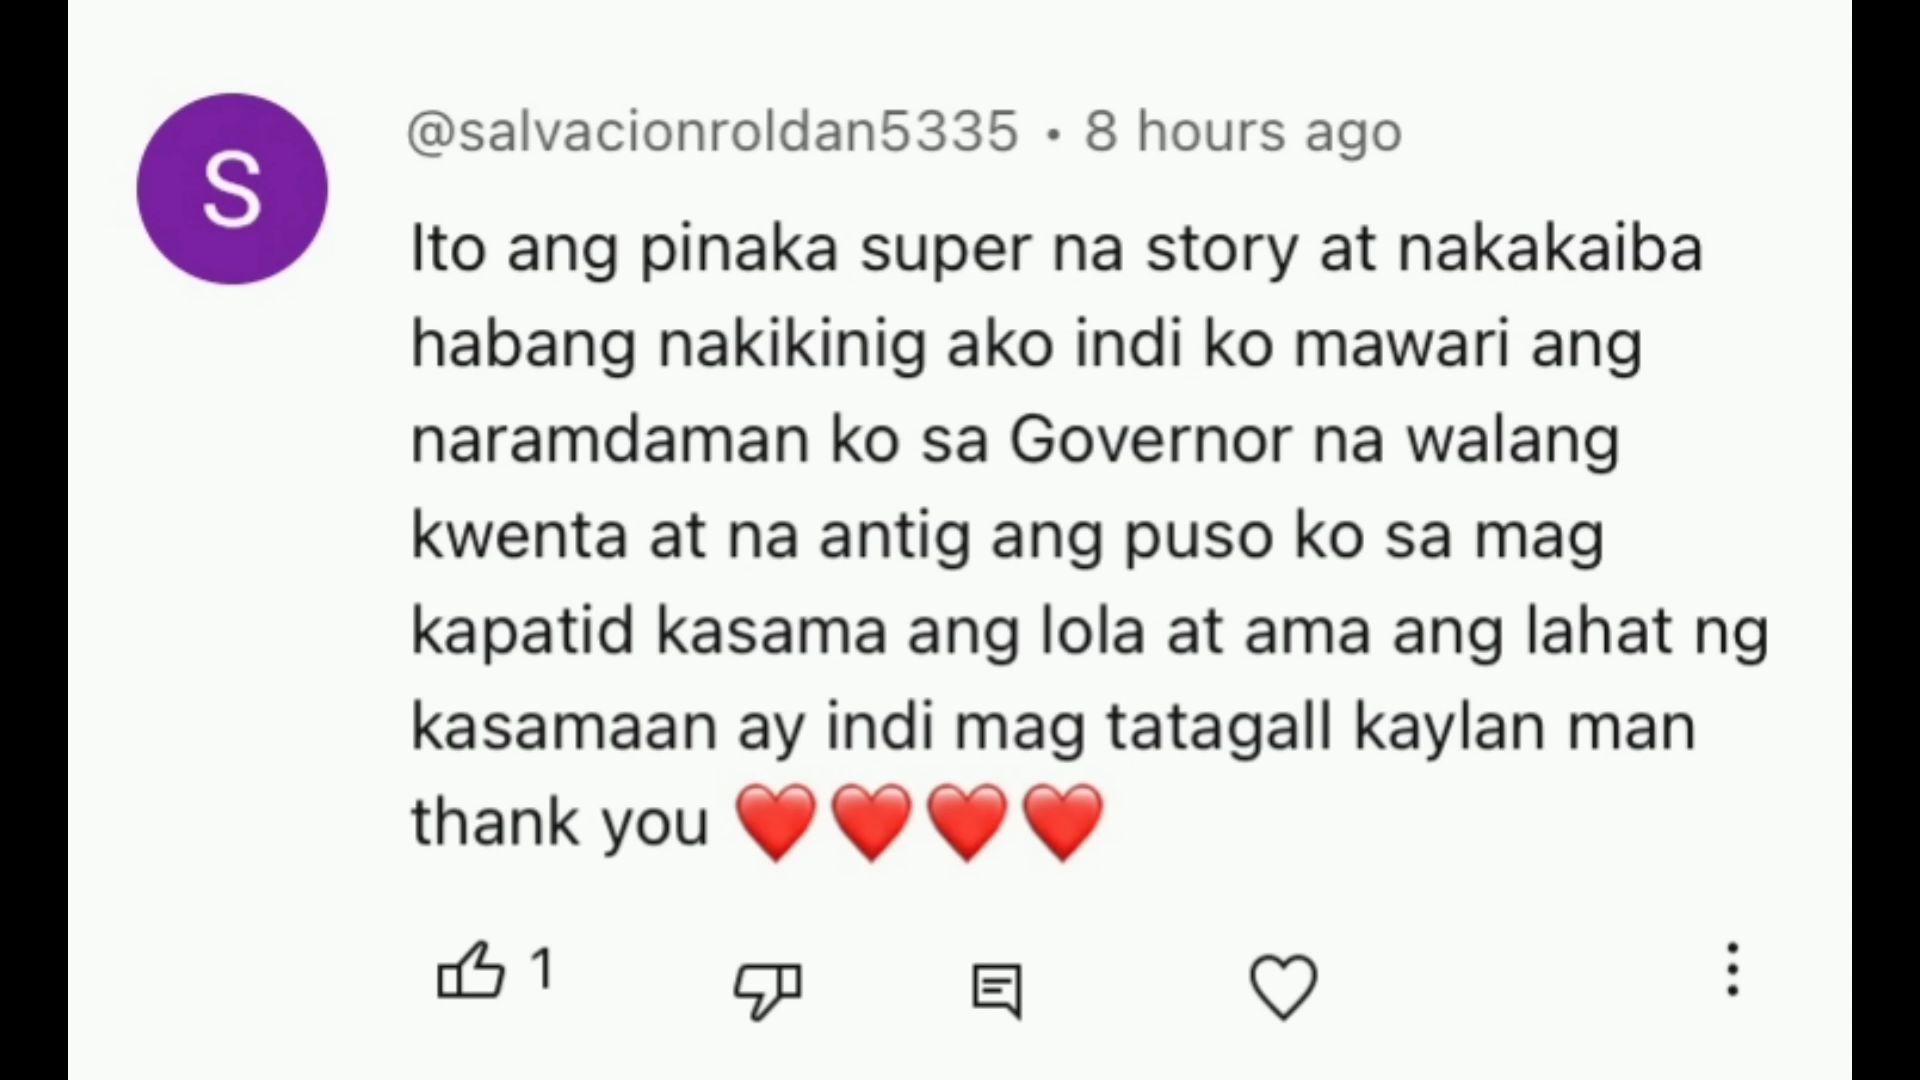 S
@salvacionroldan5335 • 8 hours ago
Ito ang pinaka super na story at nakakaiba
habang nakikinig ako indi ko mawari ang
naramdaman ko sa Governor na walang
kwenta at na antig ang puso ko sa mag
kapatid kasama ang lola at ama ang lahat ng
kasamaan ay indi mag tatagall kaylan man
thank you ❤️❤️❤️❤️
1